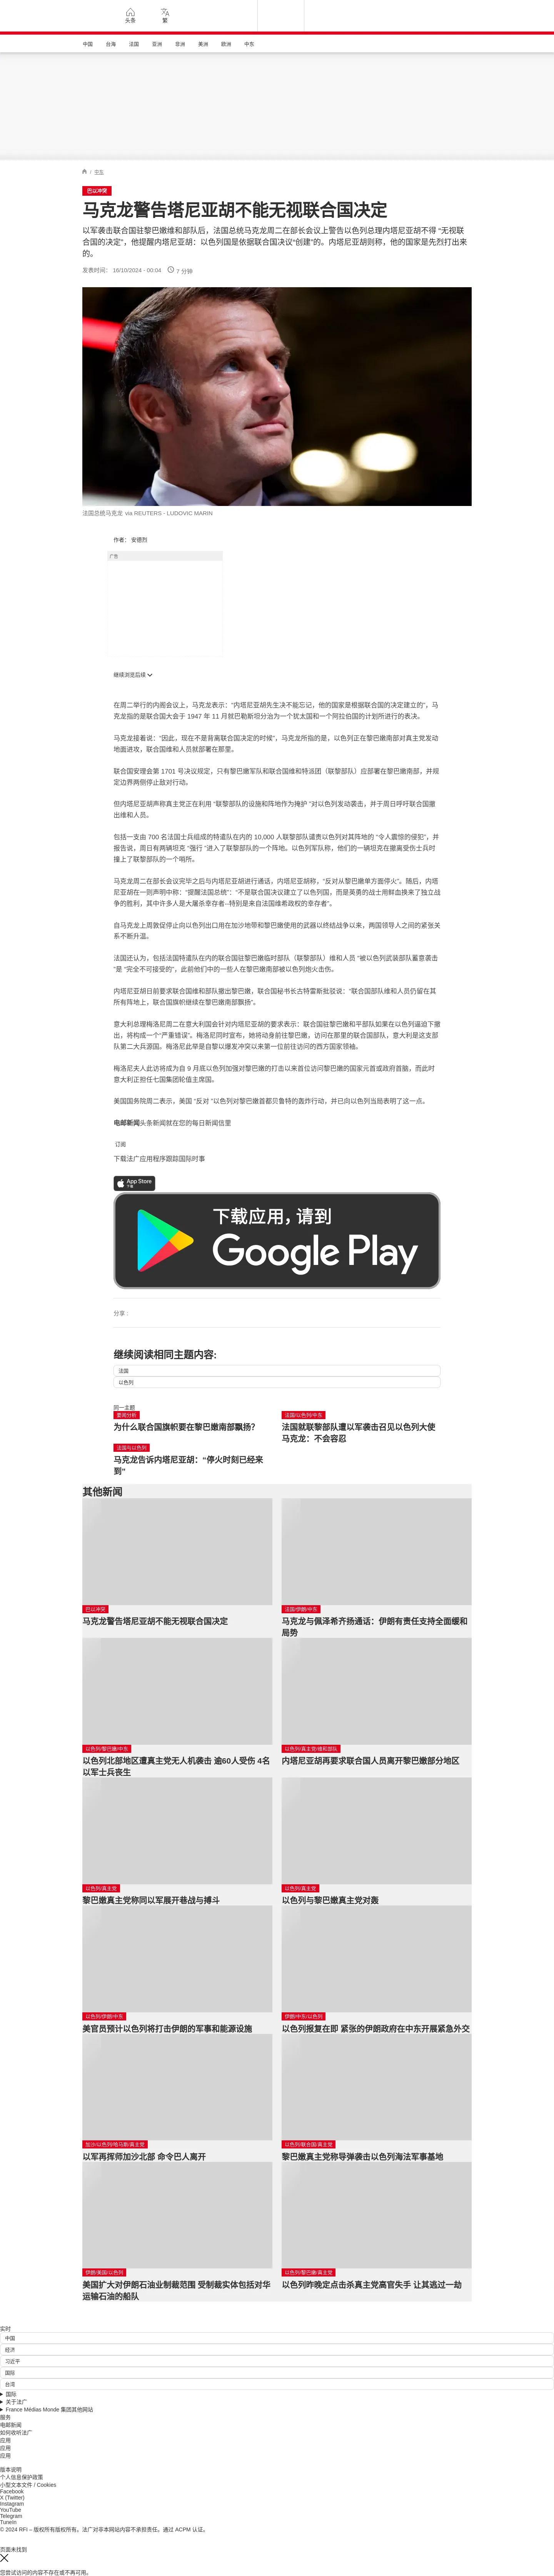 头条
繁
中国
台海
法国
亚洲
非洲
美洲
欧洲
中东
/ 中东
巴以冲突
马克龙警告塔尼亚胡不能无视联合国决定
以军袭击联合国驻黎巴嫩维和部队后，法国总统马克龙周二在部长会议上警告以色列总理内塔尼亚胡不得 “无视联
合国的决定”，他提醒内塔尼亚胡：以色列国是依据联合国决议“创建”的。内塔尼亚胡则称，他的国家是先烈打出来
的。
发表时间： 16/10/2024 - 00:04 7 分钟
法国总统马克龙 via REUTERS - LUDOVIC MARIN
作者： 安德烈
广告
继续浏览后续
在周二举行的内阁会议上，马克龙表示：“内塔尼亚胡先生决不能忘记，他的国家是根据联合国的决定建立的”，马
克龙指的是联合国大会于 1947 年 11 月就巴勒斯坦分治为一个犹太国和一个阿拉伯国的计划所进行的表决。
马克龙接着说：“因此，现在不是背离联合国决定的时候”，马克龙所指的是，以色列正在黎巴嫩南部对真主党发动
地面进攻，联合国维和人员就部署在那里。
联合国安理会第 1701 号决议规定，只有黎巴嫩军队和联合国维和特派团（联黎部队）应部署在黎巴嫩南部，并规
定边界两侧停止敌对行动。
但内塔尼亚胡声称真主党正在利用 “联黎部队的设施和阵地作为掩护 ”对以色列发动袭击，并于周日呼吁联合国撤
出维和人员。
包括一支由 700 名法国士兵组成的特遣队在内的 10,000 人联黎部队谴责以色列对其阵地的 “令人震惊的侵犯”，并
报告说，周日有两辆坦克 “强行 ”进入了联黎部队的一个阵地。以色列军队称，他们的一辆坦克在撤离受伤士兵时
撞上了联黎部队的一个哨所。
马克龙周二在部长会议完毕之后与内塔尼亚胡进行通话，内塔尼亚胡称，“反对从黎巴嫩单方面停火”。随后，内塔
尼亚胡在一则声明中称：“提醒法国总统”：“不是联合国决议建立了以色列国，而是英勇的战士用鲜血换来了独立战
争的胜利，其中许多人是大屠杀幸存者--特别是来自法国维希政权的幸存者”。
自马克龙上周敦促停止向以色列出口用在加沙地带和黎巴嫩使用的武器以终结战争以来，两国领导人之间的紧张关
系不断升温。
法国还认为，包括法国特遣队在内的联合国驻黎巴嫩临时部队（联黎部队）维和人员 “被以色列武装部队蓄意袭击
”是 “完全不可接受的”，此前他们中的一些人在黎巴嫩南部被以色列炮火击伤。
内塔尼亚胡日前要求联合国维和部队撤出黎巴嫩，联合国秘书长古特雷斯批驳说：“联合国部队维和人员仍留在其
所有阵地上，联合国旗帜继续在黎巴嫩南部飘扬”。
意大利总理梅洛尼周二在意大利国会针对内塔尼亚胡的要求表示：联合国驻黎巴嫩和平部队如果在以色列逼迫下撤
出，将构成一个“严重错误”。梅洛尼同时宣布，她将动身前往黎巴嫩，访问在那里的联合国部队，意大利是这支部
队第二大兵源国。梅洛尼此举是自黎以爆发冲突以来第一位前往访问的西方国家领袖。
梅洛尼夫人此访将成为自 9 月底以色列加强对黎巴嫩的打击以来首位访问黎巴嫩的国家元首或政府首脑，而此时
意大利正担任七国集团轮值主席国。
美国国务院周二表示，美国 “反对 ”以色列对黎巴嫩首都贝鲁特的轰炸行动，并已向以色列当局表明了这一点。
电邮新闻头条新闻就在您的每日新闻信里
订阅
下载法广应用程序跟踪国际时事
App Store
下载
下载应用，请到
Google Play
分享 :
继续阅读相同主题内容:
法国
以色列
同一主题
要闻分析
为什么联合国旗帜要在黎巴嫩南部飘扬？
法国/以色列/中东
法国就联黎部队遭以军袭击召见以色列大使
马克龙：不会容忍
法国与以色列
马克龙告诉内塔尼亚胡：“停火时刻已经来
到”
其他新闻
巴以冲突
马克龙警告塔尼亚胡不能无视联合国决定
法国/伊朗/中东
马克龙与佩泽希齐扬通话：伊朗有责任支持全面缓和
局势
以色列/黎巴嫩/中东
以色列北部地区遭真主党无人机袭击 逾60人受伤 4名
以军士兵丧生
以色列/真主党/维和部队
内塔尼亚胡再要求联合国人员离开黎巴嫩部分地区
以色列/真主党
黎巴嫩真主党称同以军展开巷战与搏斗
以色列/真主党
以色列与黎巴嫩真主党对轰
以色列/伊朗/中东
美官员预计以色列将打击伊朗的军事和能源设施
伊朗/中东/以色列
以色列报复在即 紧张的伊朗政府在中东开展紧急外交
加沙/以色列/哈马斯/真主党
以军再挥师加沙北部 命令巴人离开
以色列/联合国/真主党
黎巴嫩真主党称导弹袭击以色列海法军事基地
伊朗/美国/以色列
美国扩大对伊朗石油业制裁范围 受制裁实体包括对华
运输石油的船队
以色列/黎巴嫩/真主党
以色列昨晚定点击杀真主党高官失手 让其逃过一劫
实时
中国
经济
习近平
国际
台湾
国际
关于法广
France Médias Monde 集团其他网站
服务
电邮新闻
如何收听法广
应用
应用
应用
版本说明
个人信息保护政策
小型文本文件 / Cookies
Facebook
X (Twitter)
Instagram
YouTube
Telegram
TuneIn
© 2024 RFI – 版权所有版权所有。法广对非本网站内容不承担责任。通过 ACPM 认证。
页面未找到
您尝试访问的内容不存在或不再可用。